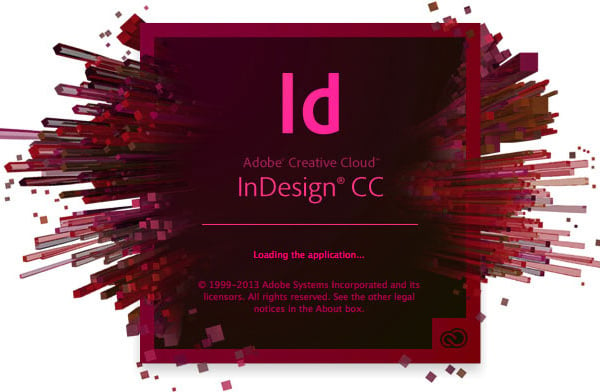 Id
Adobe® Creative Cloud™
InDesign® CC
Loading the application...
© 1999–2013 Adobe Systems Incorporated and its
licensors. All rights reserved. See the other legal
notices in the About box.